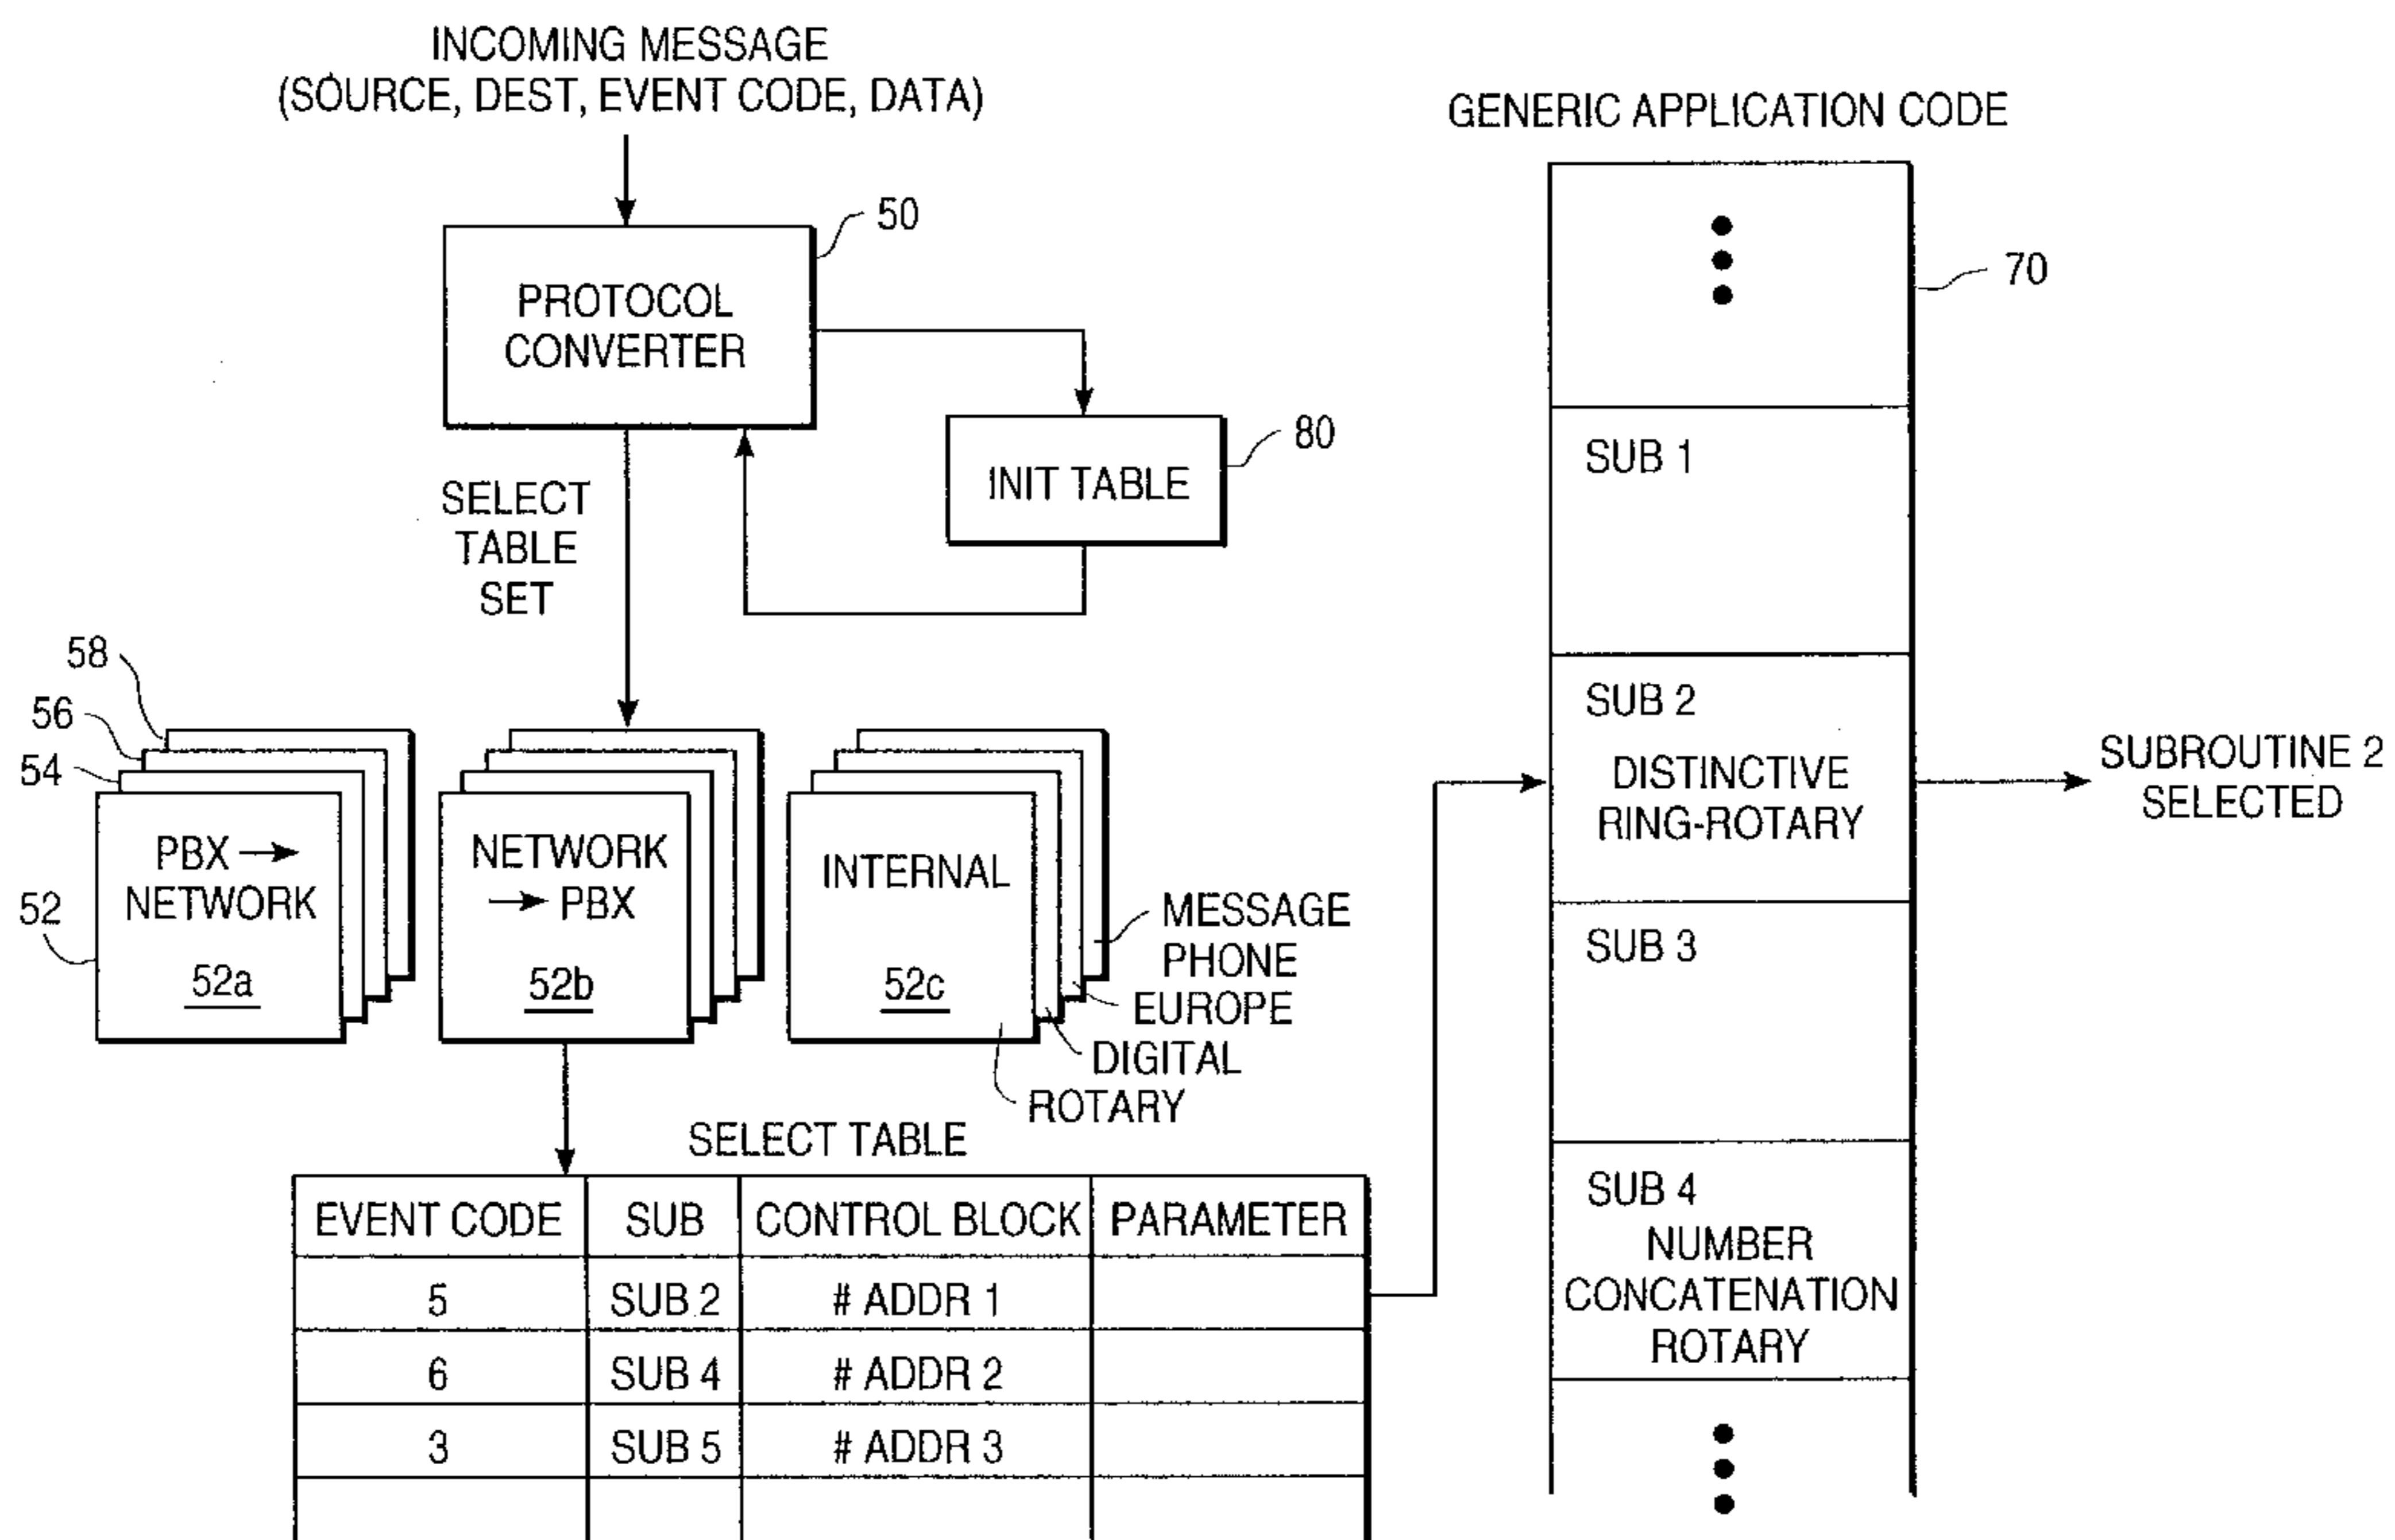 INCOMING MESSAGE
(SOURCE, DEST, EVENT CODE, DATA)
PROTOCOL
CONVERTER
50
INIT TABLE
80
SELECT
TABLE
SET
58
56
54
52
PBX →
NETWORK
52a
NETWORK
→ PBX
52b
INTERNAL
52c
MESSAGE
PHONE
EUROPE
DIGITAL
ROTARY
SELECT TABLE
EVENT CODE SUB CONTROL BLOCK PARAMETER
5 SUB 2 # ADDR 1
6 SUB 4 # ADDR 2
3 SUB 5 # ADDR 3
GENERIC APPLICATION CODE
70
SUB 1
SUB 2
DISTINCTIVE
RING-ROTARY
SUB 3
SUB 4
NUMBER
CONCATENATION
ROTARY
SUBROUTINE 2
SELECTED